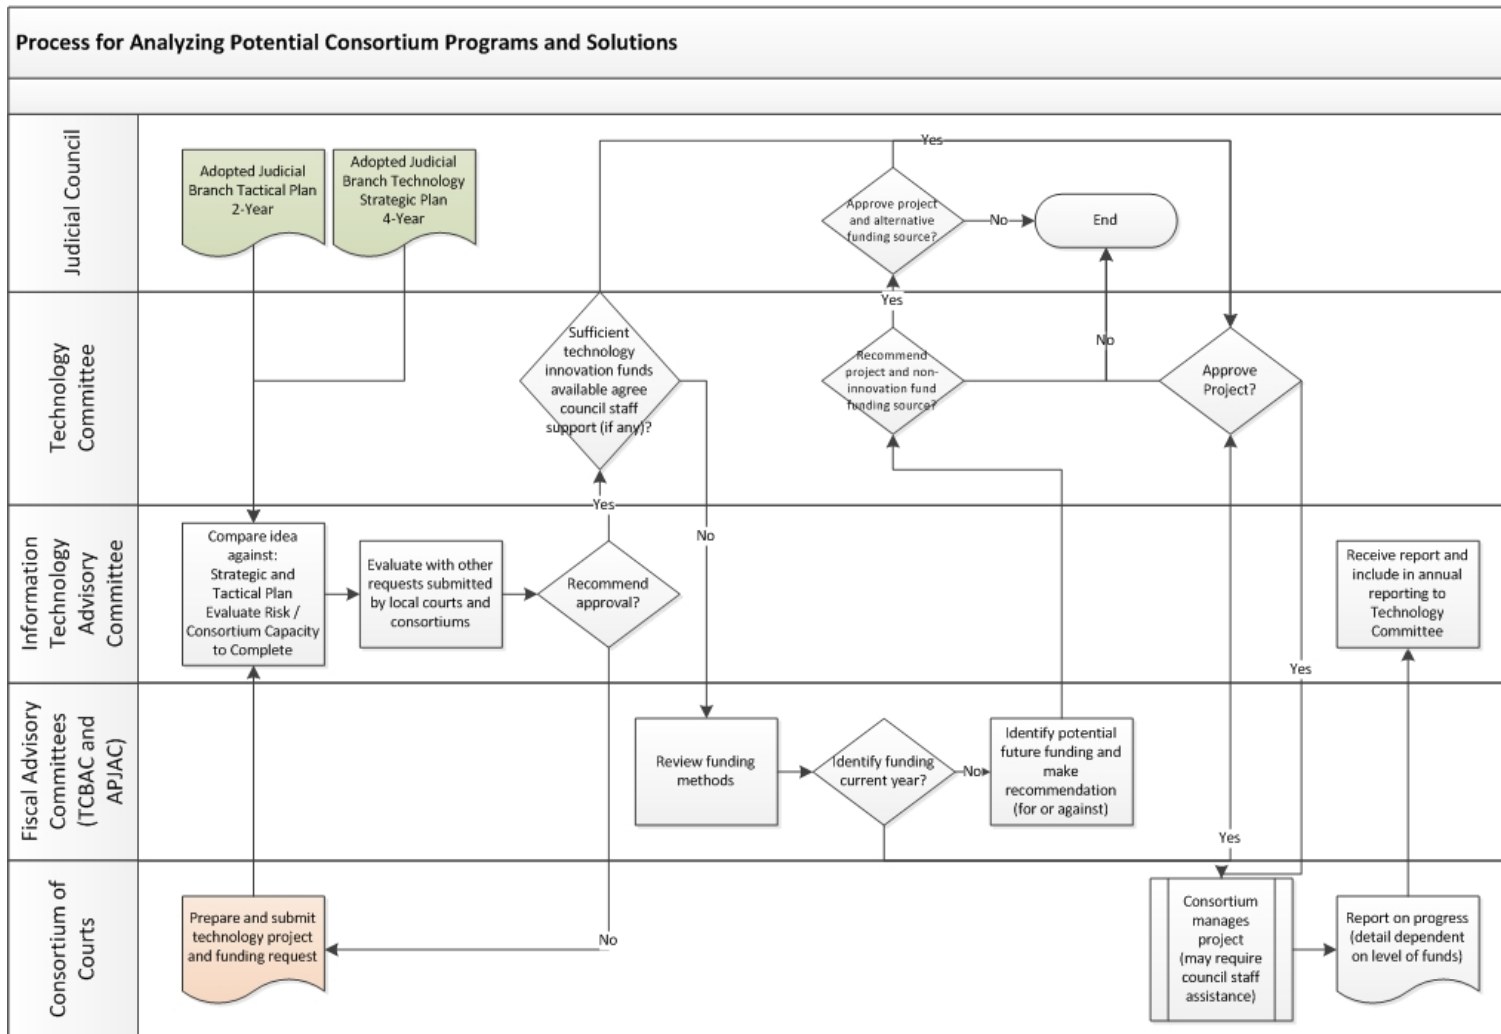 Process for Analyzing Potential Consortium Programs and Solutions
Judicial Council
Adopted Judicial
Branch Tactical Plan
2-Year
Adopted Judicial
Branch Technology
Strategic Plan
4-Year
Yes
Approve project
and alternative
funding source?
No
End
Technology
Committee
Sufficient
technology
innovation funds
available agree
council staff
support (if any)?
Yes
Recommend
project and non-
innovation fund
funding source?
No
Approve
Project?
Information
Technology
Advisory
Committee
Compare idea
against:
Strategic and
Tactical Plan
Evaluate Risk /
Consortium Capacity
to Complete
Evaluate with other
requests submitted
by local courts and
consortiums
Yes
Recommend
approval?
No
Receive report and
include in annual
reporting to
Technology
Committee
Yes
Fiscal Advisory
Committees
(TCBAC and
APJAC)
Review funding
methods
Identify funding
current year?
No
Identify potential
future funding and
make
recommendation
(for or against)
Yes
Consortium of
Courts
Prepare and submit
technology project
and funding request
No
Consortium
manages
project
(may require
council staff
assistance)
Report on progress
(detail dependent
on level of funds)